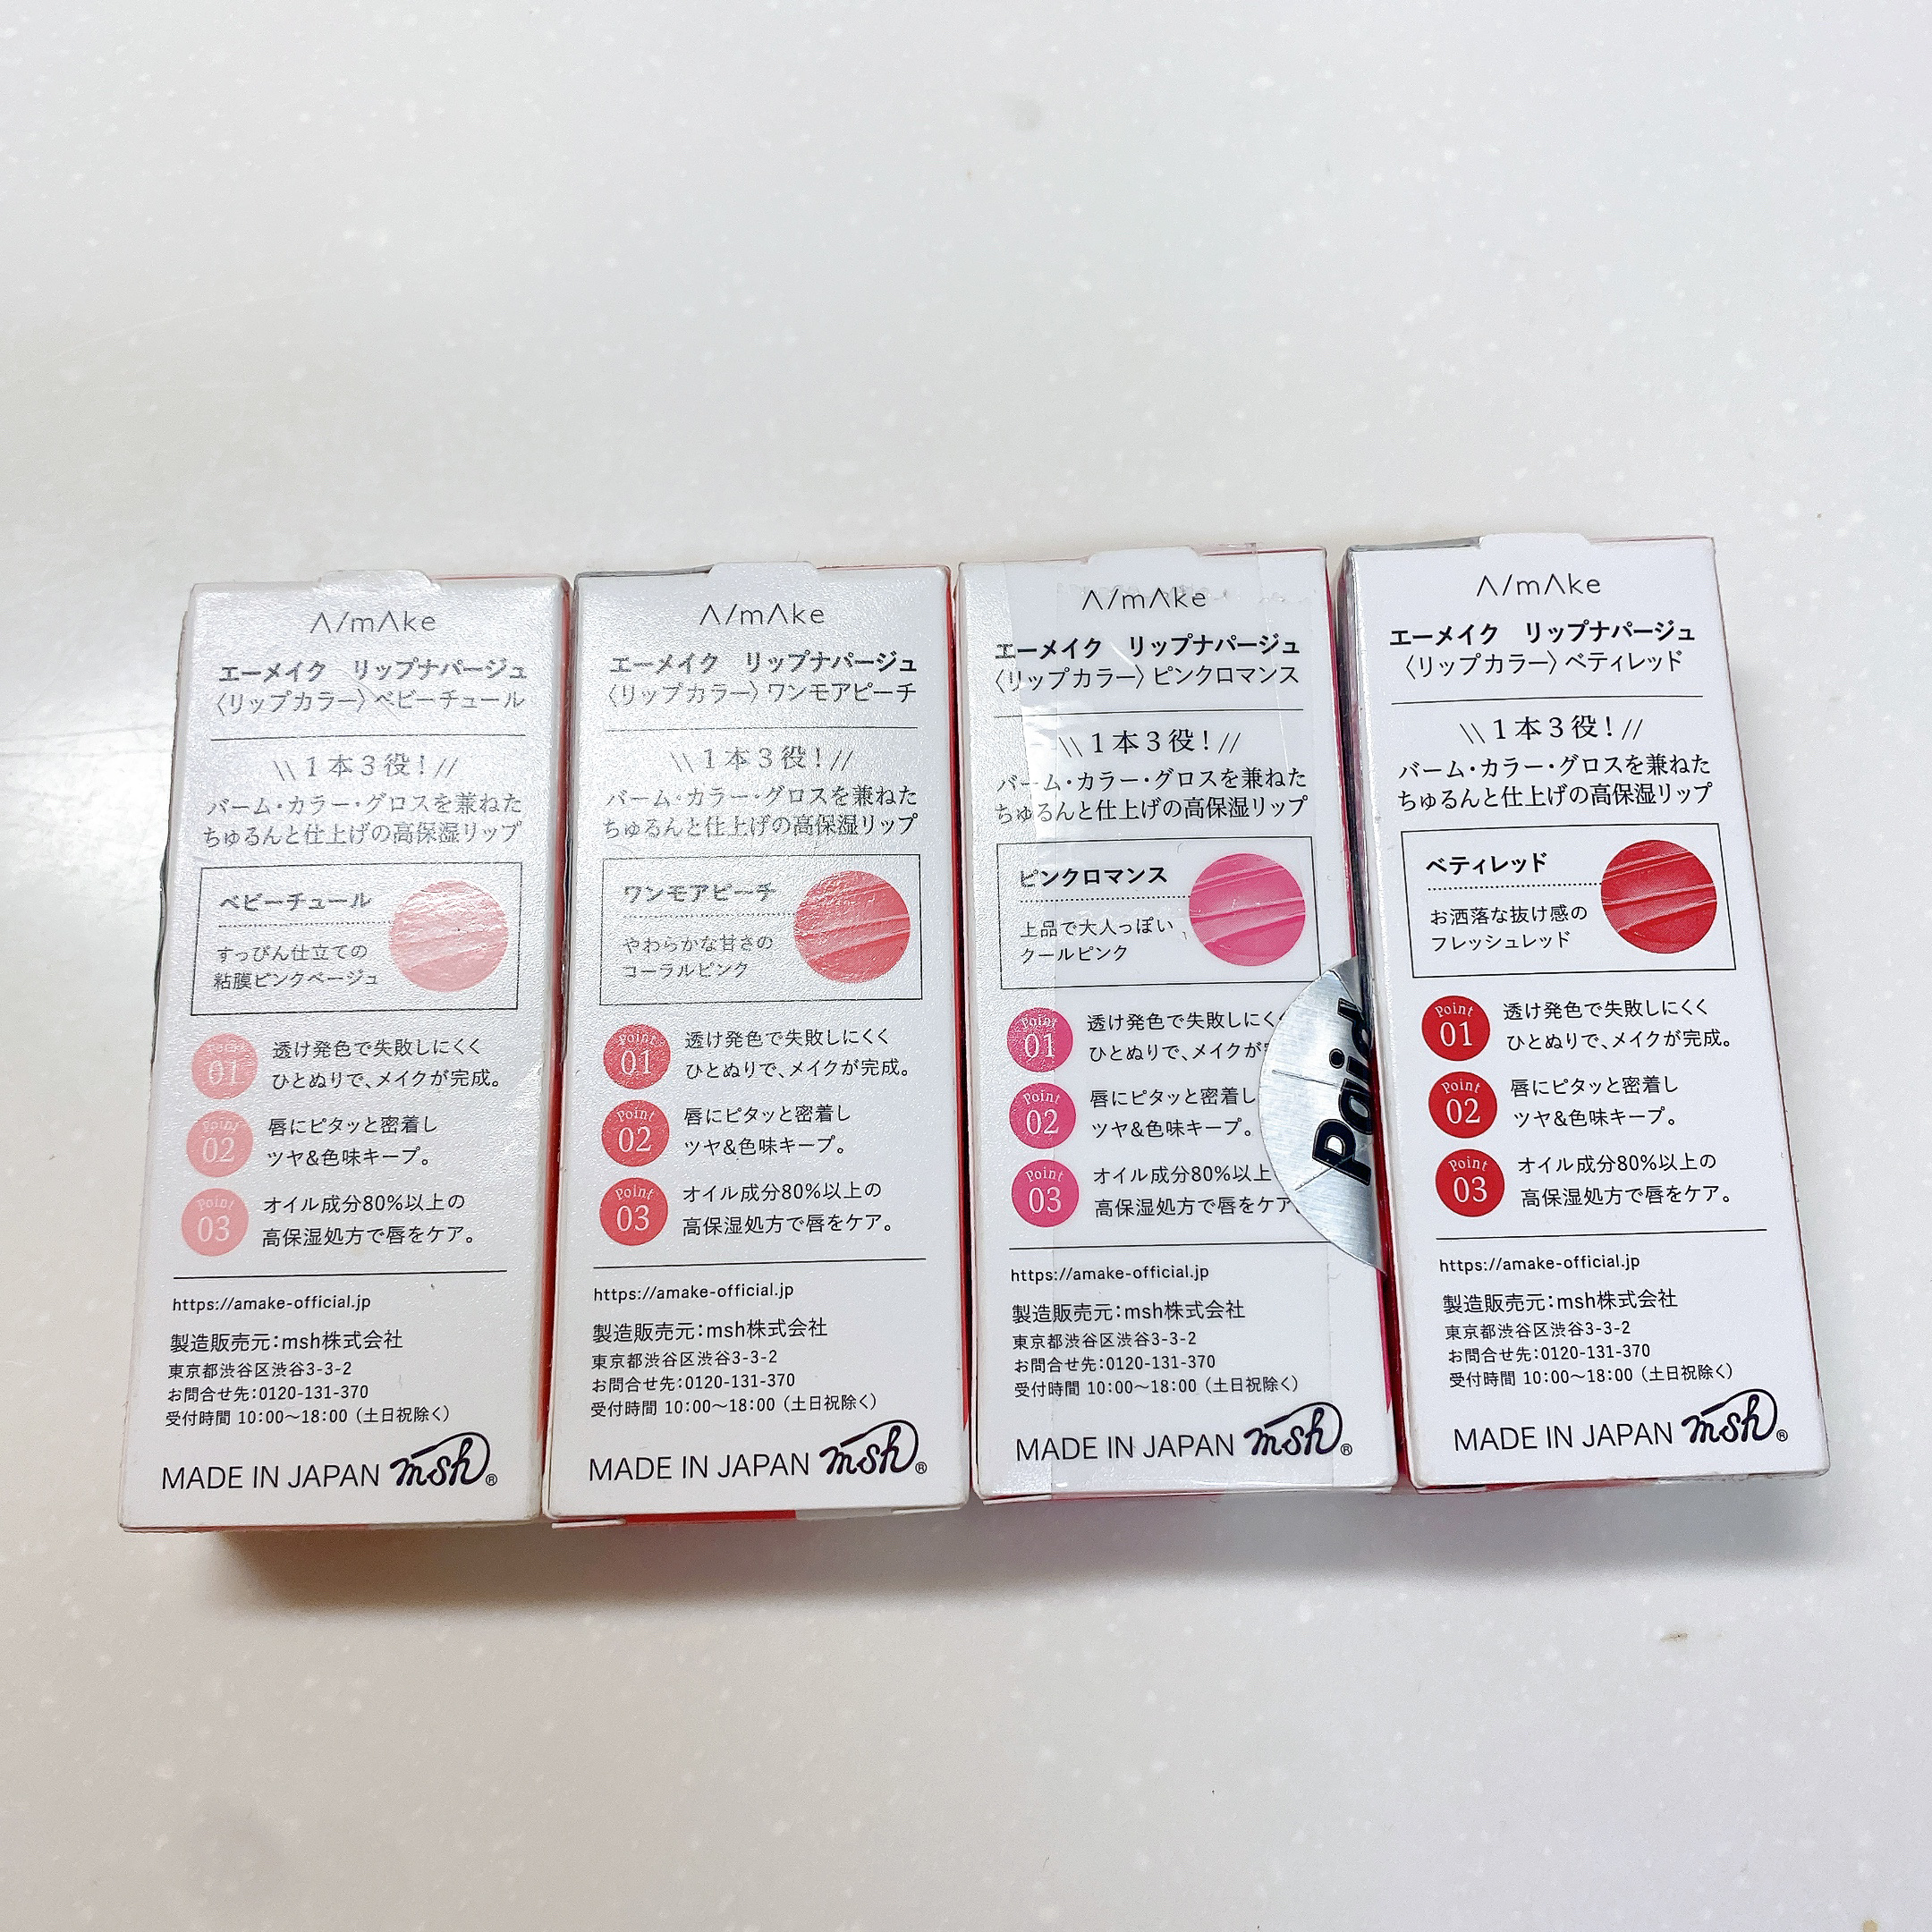 A/mAke
エーメイク リップナパージュ
〈リップカラー〉ベビーチュール
\\ 1本3役! //
バーム・カラー・グロスを兼ねた
ちゅるんと仕上げの高保湿リップ
ベビーチュール
すっぴん仕立ての
粘膜ピンクベージュ
Point
01
透け発色で失敗しにくく
ひとぬりで、メイクが完成。
Point
02
唇にピタッと密着し
ツヤ&色味キープ。
Point
03
オイル成分80%以上の
高保湿処方で唇をケア。
https://amake-official.jp
製造販売元:msh株式会社
東京都渋谷区渋谷3-3-2
お問合せ先:0120-131-370
受付時間 10:00〜18:00 (土日祝除く)
MADE IN JAPAN msh®
A/mAke
エーメイク リップナパージュ
〈リップカラー〉ワンモアピーチ
\\ 1本3役! //
バーム・カラー・グロスを兼ねた
ちゅるんと仕上げの高保湿リップ
ワンモアピーチ
やわらかな甘さの
コーラルピンク
Point
01
透け発色で失敗しにくく
ひとぬりで、メイクが完成。
Point
02
唇にピタッと密着し
ツヤ&色味キープ。
Point
03
オイル成分80%以上の
高保湿処方で唇をケア。
https://amake-official.jp
製造販売元:msh株式会社
東京都渋谷区渋谷3-3-2
お問合せ先:0120-131-370
受付時間 10:00〜18:00 (土日祝除く)
MADE IN JAPAN msh®
A/mAke
エーメイク リップナパージュ
〈リップカラー〉ピンクロマンス
\\ 1本3役! //
バーム・カラー・グロスを兼ねた
ちゅるんと仕上げの高保湿リップ
ピンクロマンス
上品で大人っぽい
クールピンク
Point
01
透け発色で失敗しにく
ひとぬりで、メイクが
Point
02
唇にピタッと密着し
ツヤ&色味キープ。
Point
03
オイル成分80%以上
高保湿処方で唇をケア
https://amake-official.jp
製造販売元:msh株式会社
東京都渋谷区渋谷3-3-2
お問合せ先:0120-131-370
受付時間 10:00〜18:00 (土日祝除く)
MADE IN JAPAN msh®
Paid
A/mAke
エーメイク リップナパージュ
〈リップカラー〉ベティレッド
\\ 1本3役! //
バーム・カラー・グロスを兼ねた
ちゅるんと仕上げの高保湿リップ
ベティレッド
お洒落な抜け感の
フレッシュレッド
Point
01
透け発色で失敗しにくく
ひとぬりで、メイクが完成。
Point
02
唇にピタッと密着し
ツヤ&色味キープ。
Point
03
オイル成分80%以上の
高保湿処方で唇をケア。
https://amake-official.jp
製造販売元:msh株式会社
東京都渋谷区渋谷3-3-2
お問合せ先:0120-131-370
受付時間 10:00〜18:00 (土日祝除く)
MADE IN JAPAN msh®